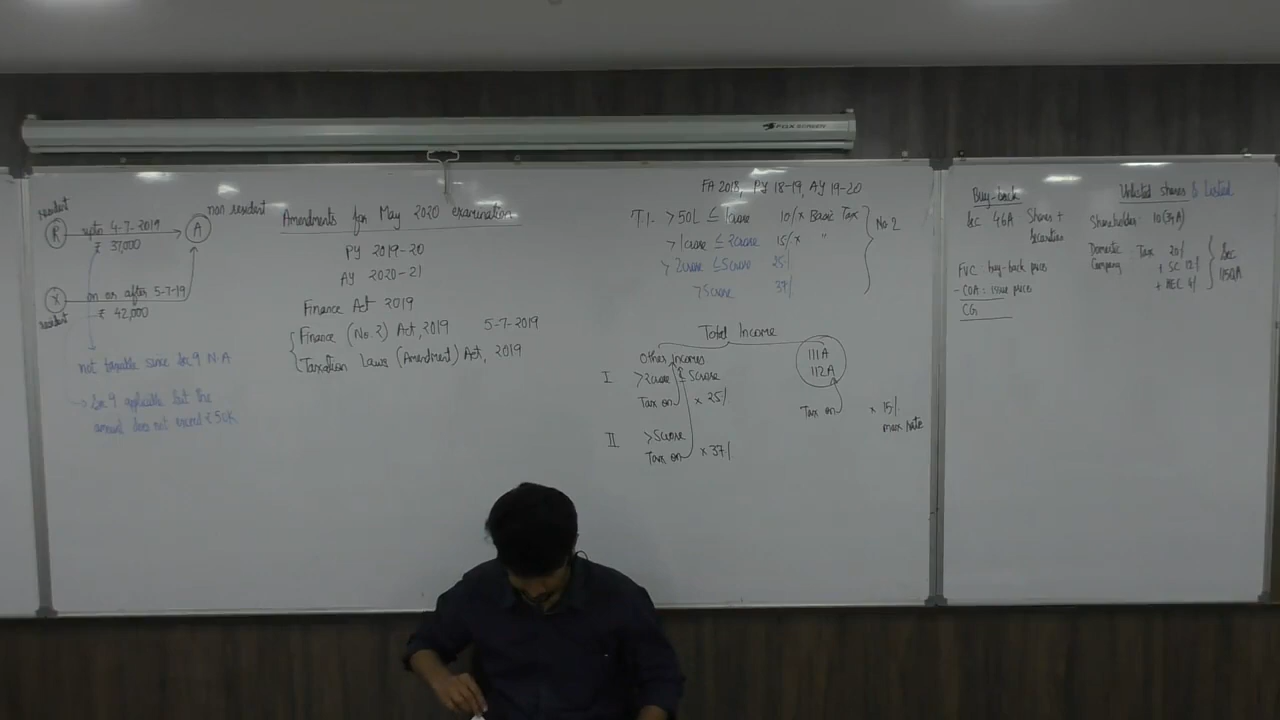 resident
non resident
R upto 4-7-2019 A
₹ 37,000
X on or after 5-7-19
resident ₹ 42,000
not taxable since Sec 9 N.A
→ Sec 9 applicable but the
amount does not exceed ₹ 50K
Amendments for May 2020 examination
PY 2019-20
AY 2020-21
Finance Act 2019
Finance (No.2) Act, 2019 5-7-2019
Taxation Laws (Amendment) Act, 2019
FA 2018, PY 18-19, AY 19-20
T.I. >50L ≤ 1crore 10% x Basic Tax
>1crore ≤ 2crore 15% x "
>2crore ≤ 5crore 25%
>5crore 37%
No 2
Total Income
Other incomes
111A
112A
I >2crore ≤ 5crore
Tax on x 25%
Tax on x 15%
max rate
II >5crore
Tax on x 37%
Buy-back
Sec 46A Shares +
Securities
FVC: buy-back price
- COA: issue price
CG
Unlisted shares & Listed
Shareholder: 10(34A)
Domestic Tax 20%
Company + SC 12%
+ HEC 4%
Sec
115QA